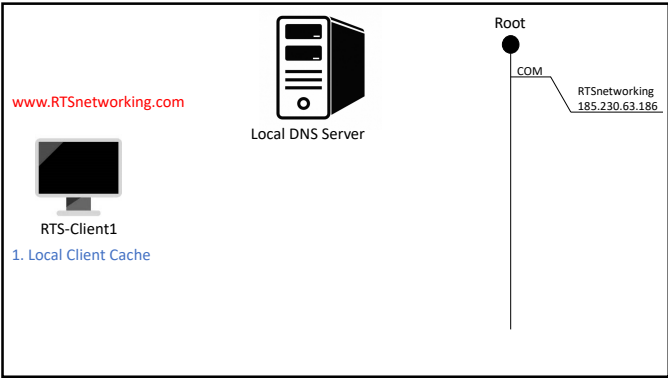 Root
COM
RTSnetworking
185.230.63.186
www.RTSnetworking.com
Local DNS Server
RTS-Client1
1. Local Client Cache